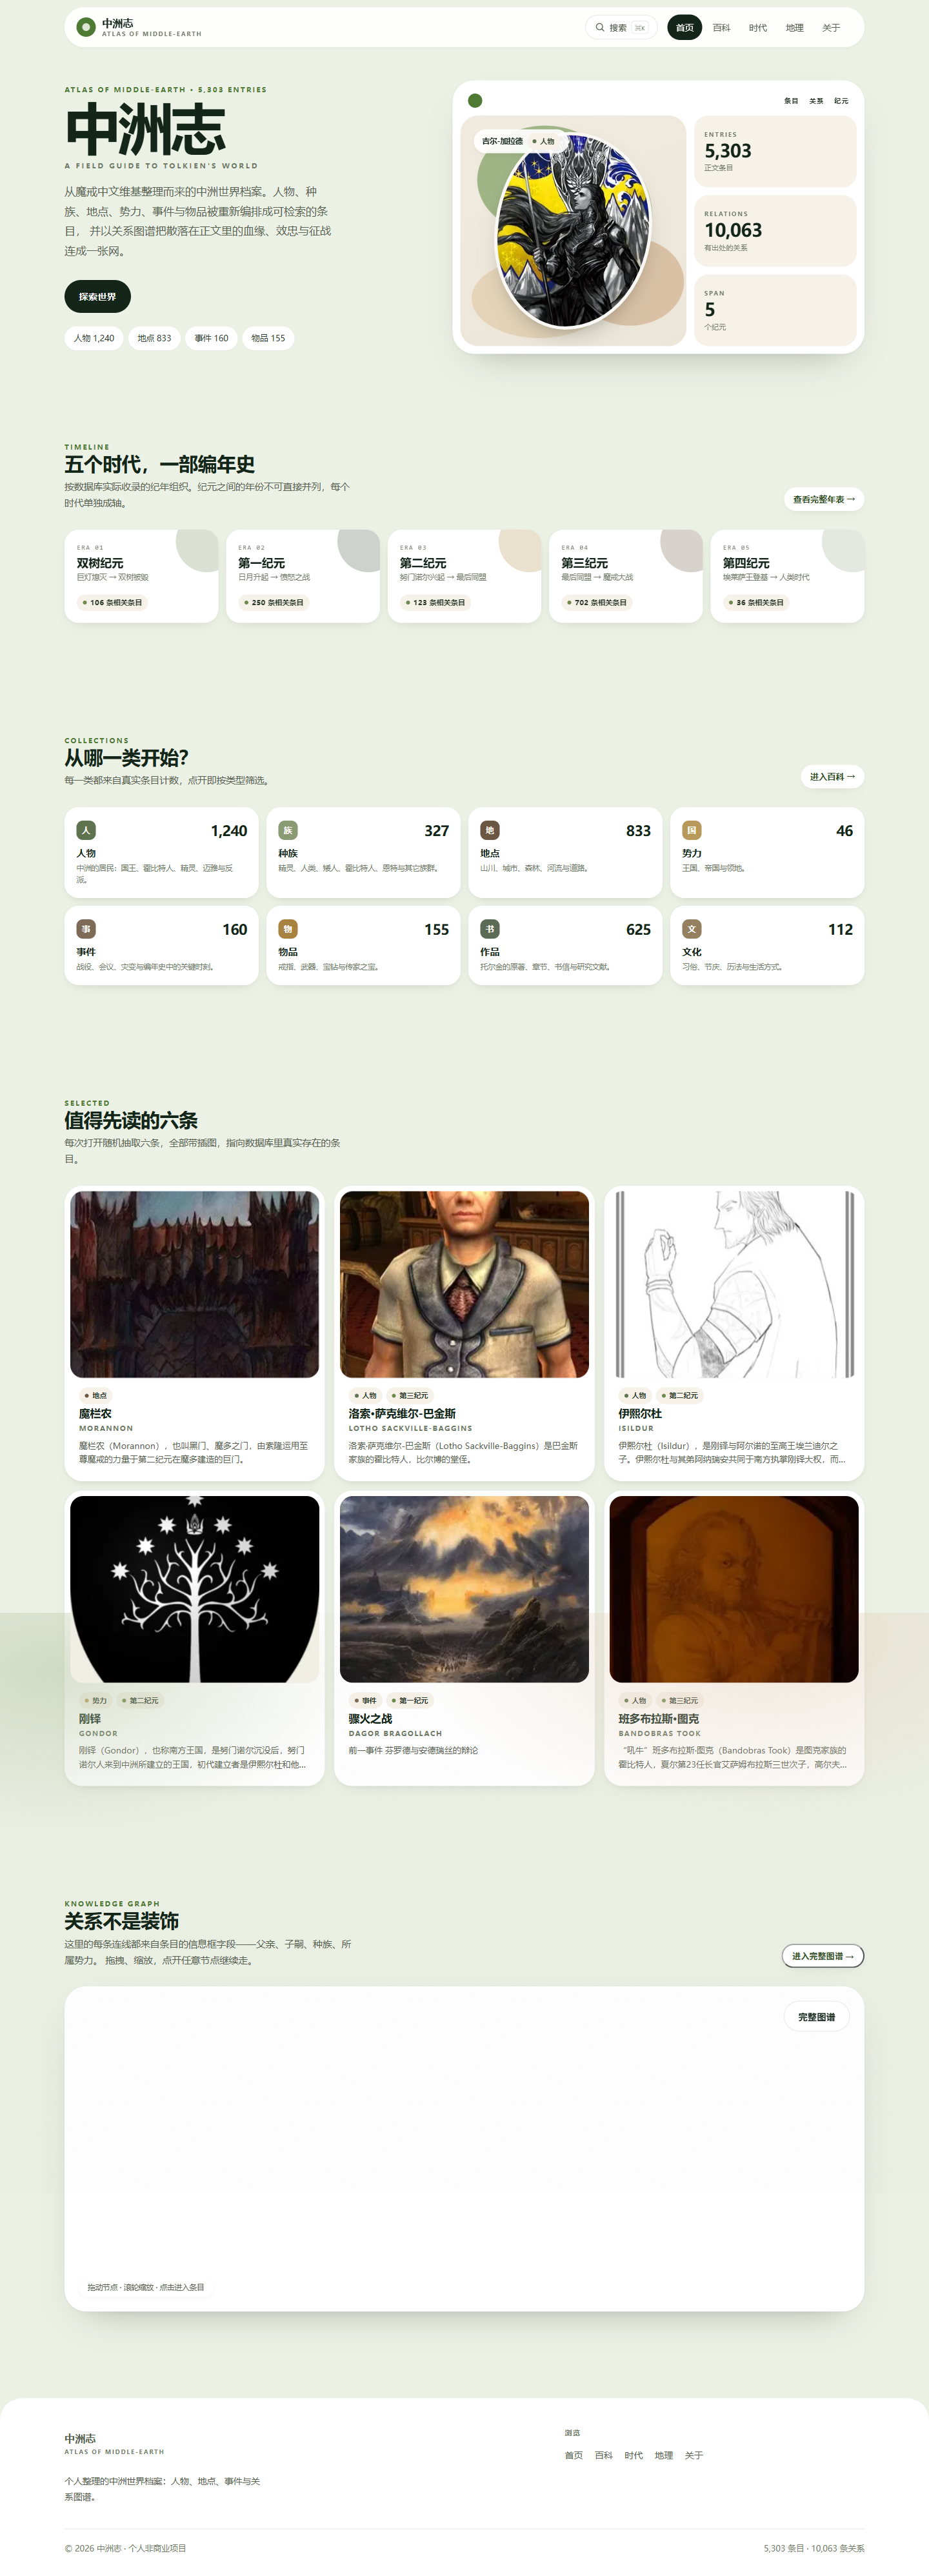 中洲志
ATLAS OF MIDDLE-EARTH
搜索 ⌘K
首页 百科 时代 地理 关于
ATLAS OF MIDDLE-EARTH • 5,303 ENTRIES
中洲志
A FIELD GUIDE TO TOLKIEN'S WORLD
从魔戒中文维基整理而来的中洲世界档案。人物、种
族、地点、势力、事件与物品被重新编排成可检索的条
目， 并以关系图谱把散落在正文里的血缘、效忠与征战
连成一张网。
探索世界
人物 1,240 地点 833 事件 160 物品 155
条目 关系 纪元
吉尔-加拉德 人物
ENTRIES
5,303
正文条目
RELATIONS
10,063
有出处的关系
SPAN
5
个纪元
TIMELINE
五个时代，一部编年史
按数据库实际收录的纪年组织。纪元之间的年份不可直接并列，每个
时代单独成轴。
查看完整年表 →
ERA 01
双树纪元
巨灯熄灭 → 双树被毁
106 条相关条目
ERA 02
第一纪元
日月升起 → 愤怒之战
250 条相关条目
ERA 03
第二纪元
努门诺尔兴起 → 最后同盟
123 条相关条目
ERA 04
第三纪元
最后同盟 → 魔戒大战
702 条相关条目
ERA 05
第四纪元
埃莱萨王登基 → 人类时代
36 条相关条目
COLLECTIONS
从哪一类开始？
每一类都来自真实条目计数，点开即按类型筛选。
进入百科 →
人 1,240
人物
中洲的居民：国王、霍比特人、精灵、迈雅与反
派。
族 327
种族
精灵、人类、矮人、霍比特人、恩特与其它族群。
地 833
地点
山川、城市、森林、河流与道路。
国 46
势力
王国、帝国与领地。
事 160
事件
战役、会议、灾变与编年史中的关键时刻。
物 155
物品
戒指、武器、宝钻与传家之宝。
书 625
作品
托尔金的原著、章节、书信与研究文献。
文 112
文化
习俗、节庆、历法与生活方式。
SELECTED
值得先读的六条
每次打开随机抽取六条，全部带插图，指向数据库里真实存在的条
目。
地点
魔栏农
MORANNON
魔栏农（Morannon），也叫黑门、魔多之门，由索隆运用至
尊魔戒的力量于第二纪元在魔多建造的巨门。
人物 第三纪元
洛索•萨克维尔-巴金斯
LOTHO SACKVILLE-BAGGINS
洛索·萨克维尔-巴金斯（Lotho Sackville-Baggins）是巴金斯
家族的霍比特人，比尔博的堂侄。
人物 第二纪元
伊熙尔杜
ISILDUR
伊熙尔杜（Isildur），是刚铎与阿尔诺的至高王埃兰迪尔之
子。伊熙尔杜与其弟阿纳瑞安共同于南方执掌刚铎大权，而...
势力 第二纪元
刚铎
GONDOR
刚铎（Gondor），也称南方王国，是努门诺尔沉没后，努门
诺尔人来到中洲所建立的王国，初代建立者是伊熙尔杜和他...
事件 第一纪元
骤火之战
DAGOR BRAGOLLACH
前一事件 芬罗德与安德瑞丝的辩论
人物 第三纪元
班多布拉斯•图克
BANDOBRAS TOOK
“吼牛”班多布拉斯·图克（Bandobras Took）是图克家族的
霍比特人，夏尔第23任长官艾萨姆布拉斯三世次子，高尔夫...
KNOWLEDGE GRAPH
关系不是装饰
这里的每条连线都来自条目的信息框字段——父亲、子嗣、种族、所
属势力。 拖拽、缩放，点开任意节点继续走。
进入完整图谱 →
完整图谱
拖动节点 · 滚轮缩放 · 点击进入条目
中洲志
ATLAS OF MIDDLE-EARTH
个人整理的中洲世界档案：人物、地点、事件与关
系图谱。
浏览
首页 百科 时代 地理 关于
© 2026 中洲志 · 个人非商业项目
5,303 条目 · 10,063 条关系